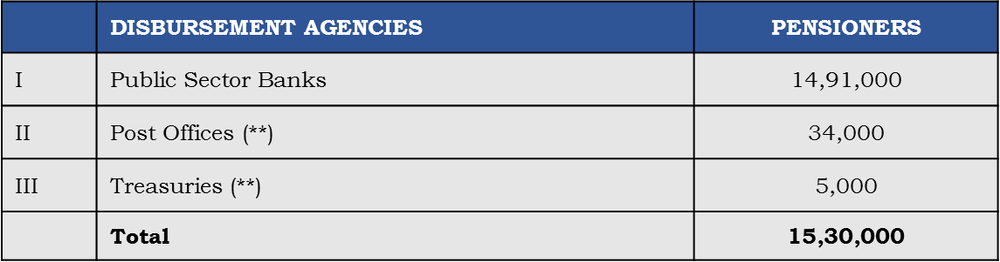 DISBURSEMENT AGENCIES PENSIONERS
I Public Sector Banks 14,91,000
II Post Offices (**) 34,000
III Treasuries (**) 5,000
Total 15,30,000